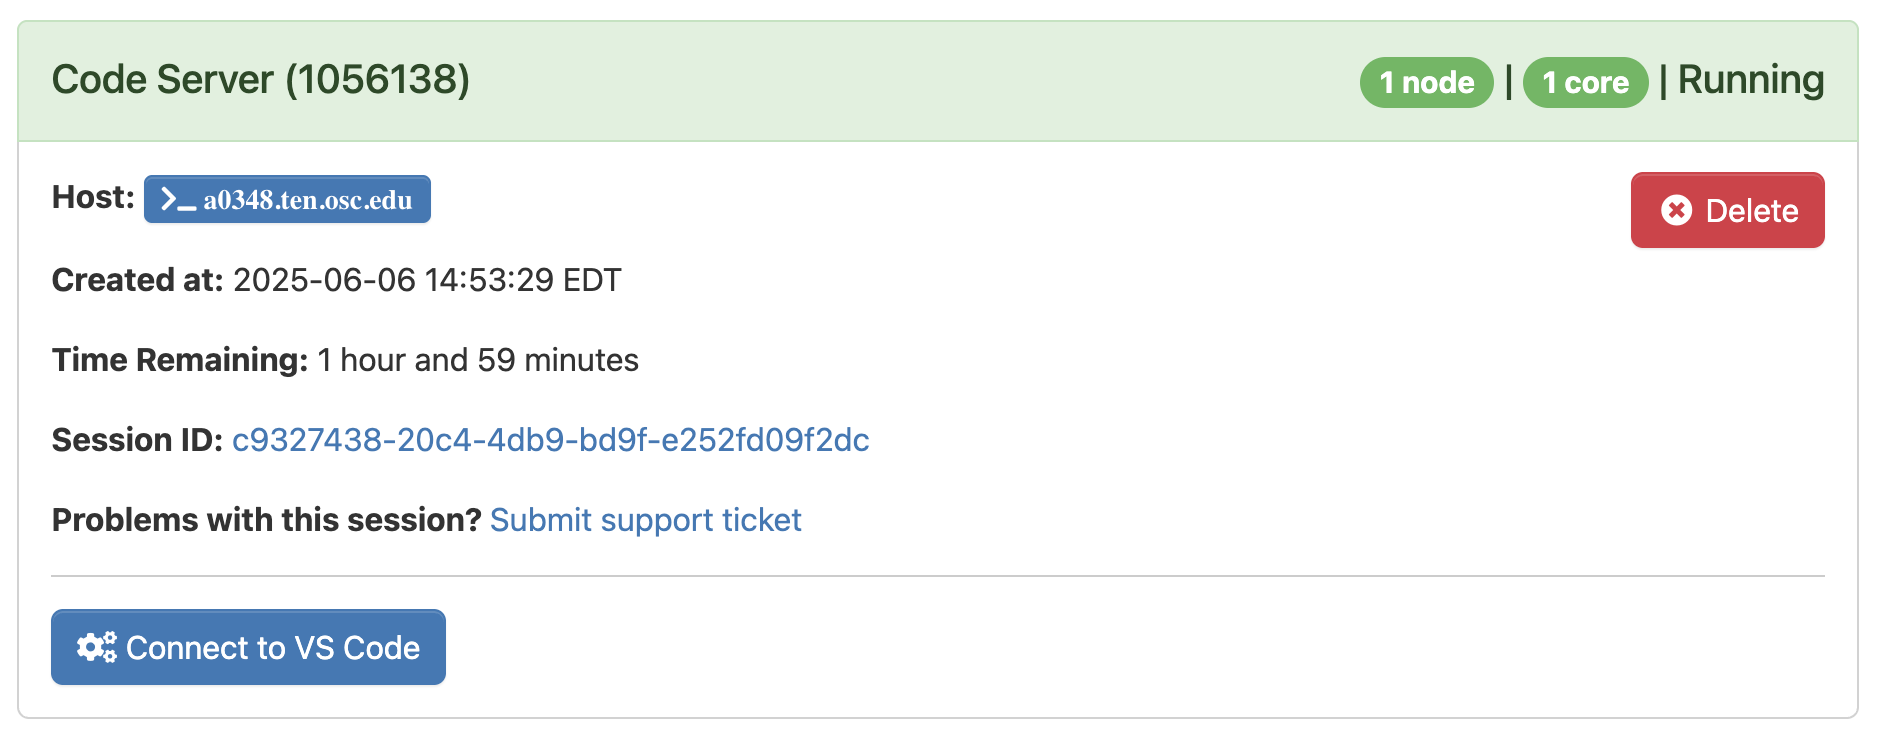 Code Server (1056138)
1 node | 1 core | Running
Host: >_ a0348.ten.osc.edu
Delete
Created at: 2025-06-06 14:53:29 EDT
Time Remaining: 1 hour and 59 minutes
Session ID: c9327438-20c4-4db9-bd9f-e252fd09f2dc
Problems with this session? Submit support ticket
Connect to VS Code